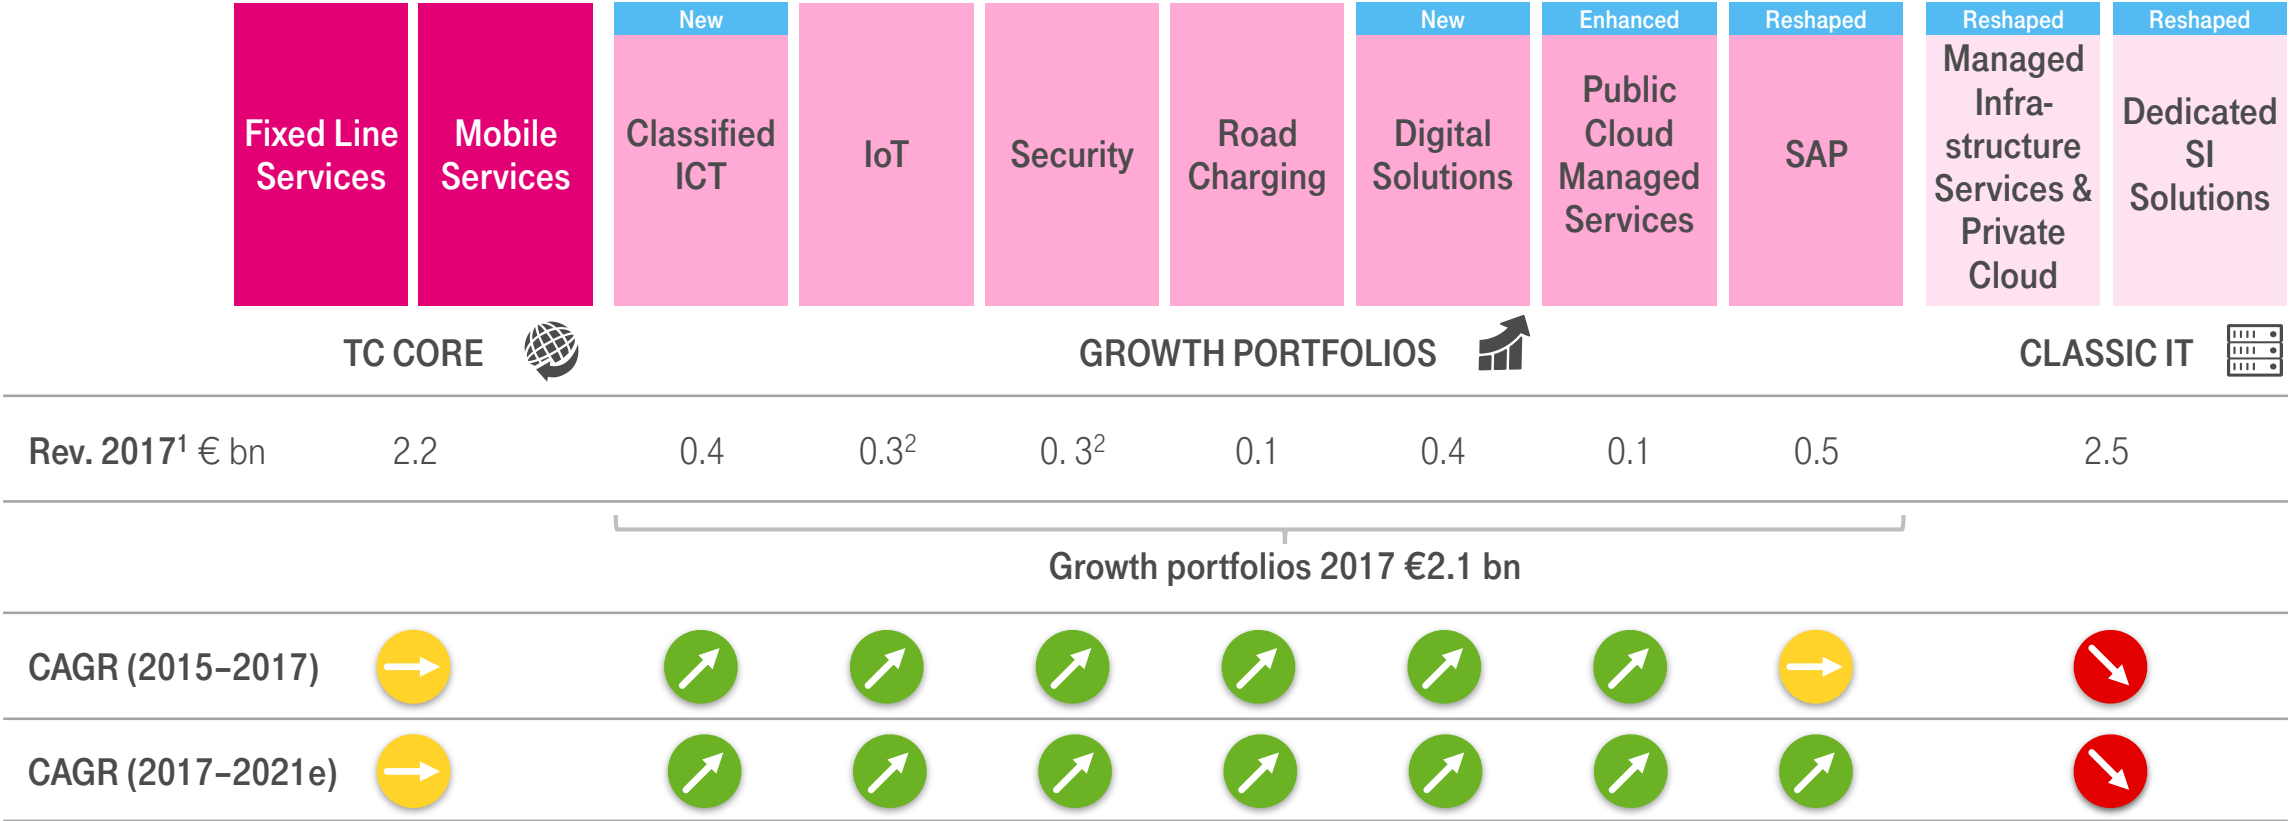 New
New
Enhanced
Reshaped
Reshaped
Reshaped
Fixed Line
Services
Mobile
Services
Classified
ICT
IoT
Security
Road
Charging
Digital
Solutions
Public
Cloud
Managed
Services
SAP
Managed
Infra-
structure
Services &
Private
Cloud
Dedicated
SI
Solutions
TC CORE
GROWTH PORTFOLIOS
CLASSIC IT
Rev. 2017¹ € bn 2.2 0.4 0.3² 0. 3² 0.1 0.4 0.1 0.5 2.5
Growth portfolios 2017 €2.1 bn
CAGR (2015–2017)
CAGR (2017–2021e)